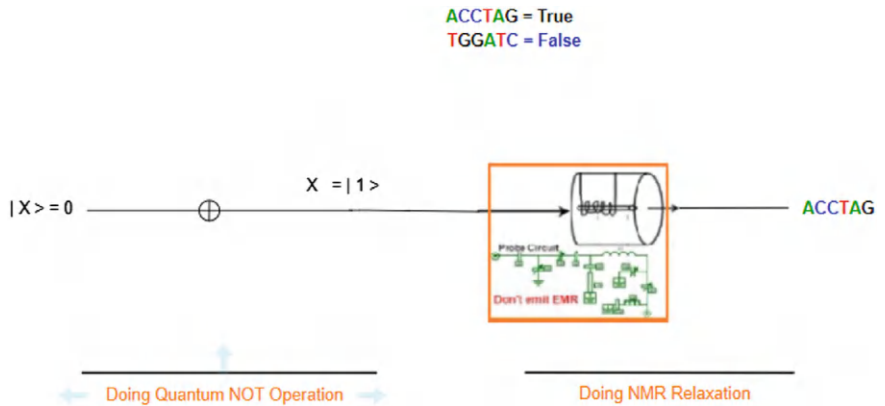 ACCTAG = True
TGGATC = False
X =| 1 >
| X > = 0
ACCTAG
Probe Circuit
Don't emit EMR
Doing Quantum NOT Operation
Doing NMR Relaxation